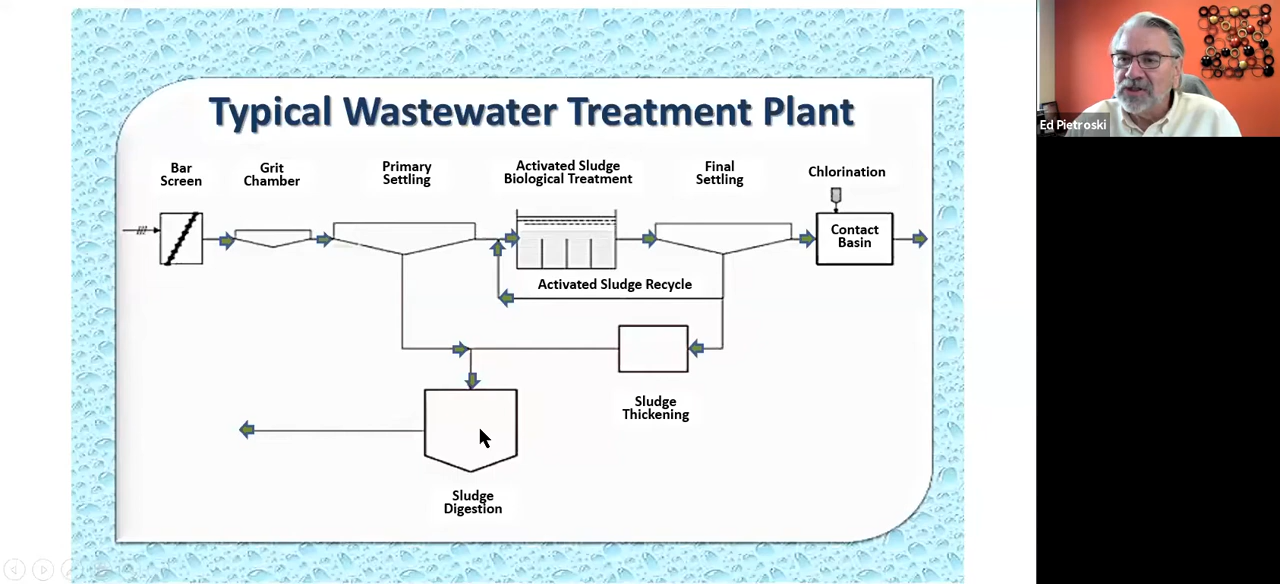 Typical Wastewater Treatment Plant
Bar
Screen
Grit
Chamber
Primary
Settling
Activated Sludge
Biological Treatment
Final
Settling
Chlorination
Contact
Basin
Activated Sludge Recycle
Sludge
Thickening
Sludge
Digestion
Ed Pietroski